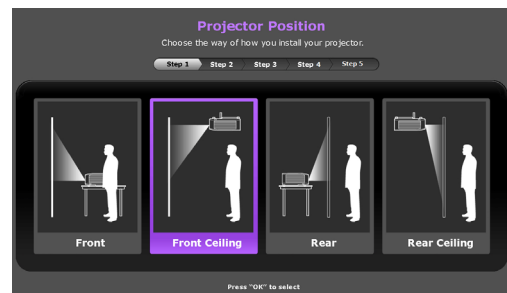 Projector Position
Choose the way of how you install your projector.
Step 1 Step 2 Step 3 Step 4 Step 5
Front Front Ceiling Rear Rear Ceiling
Press "OK" to select